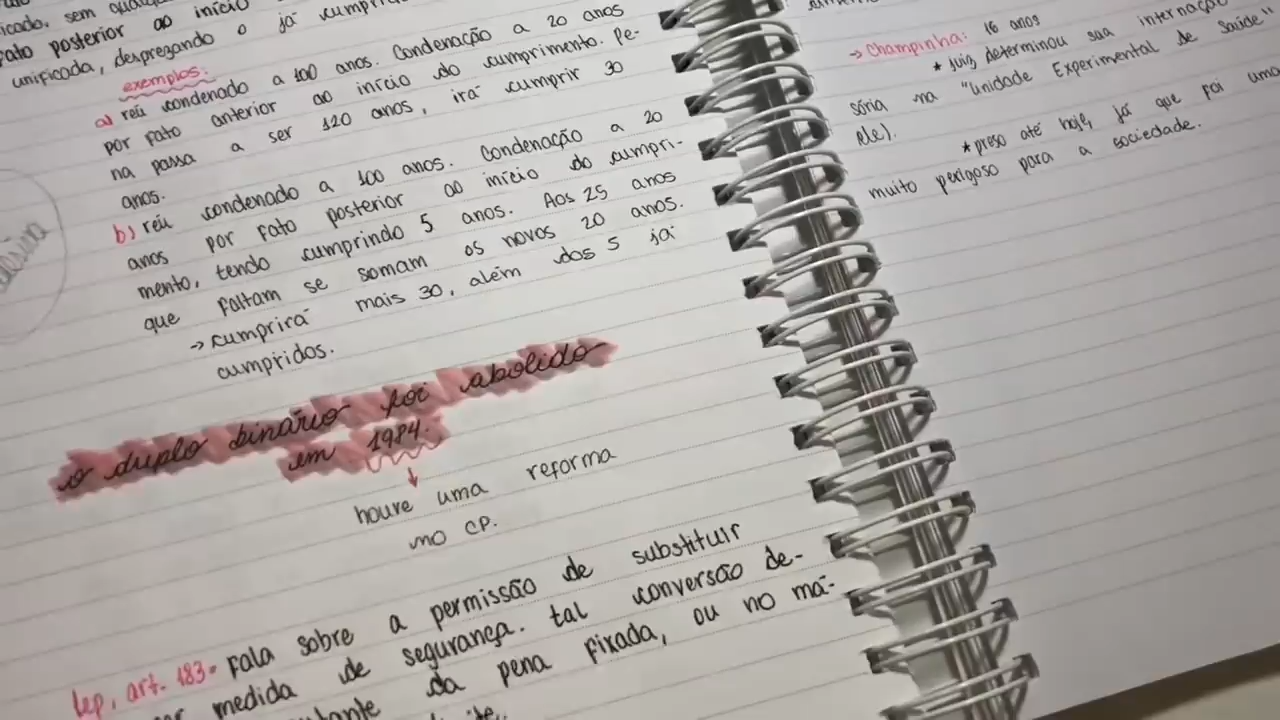 icado, sem
fato posterior ao início
unificada, despregando o já
exemplos:
a) réu condenado a 100 anos. Condenação a 20 anos
por fato anterior ao início do cumprimento. Pe-
na passa a ser 120 anos, irá cumprir 30
anos.
b) réu condenado a 100 anos. Condenação a 20
anos por fato posterior ao início do cumpri-
mento, tendo cumprindo 5 anos. Aos 25 anos
que faltam se somam os novos 20 anos.
→ cumprirá mais 30, além dos 5 já
cumpridos.
o duplo binário foi abolido
em 1984.
houve uma reforma
no CP.
lep, art. 183. Fala sobre a permissão de substituir
medida de segurança. tal conversão de-
da pena fixada, ou no má-
→ Champinha: 16 anos
* juiz determinou sua internação
sória na "Unidade Experimental de Saúde"
ele).
* preso até hoje, já que foi uma
muito perigoso para a sociedade.